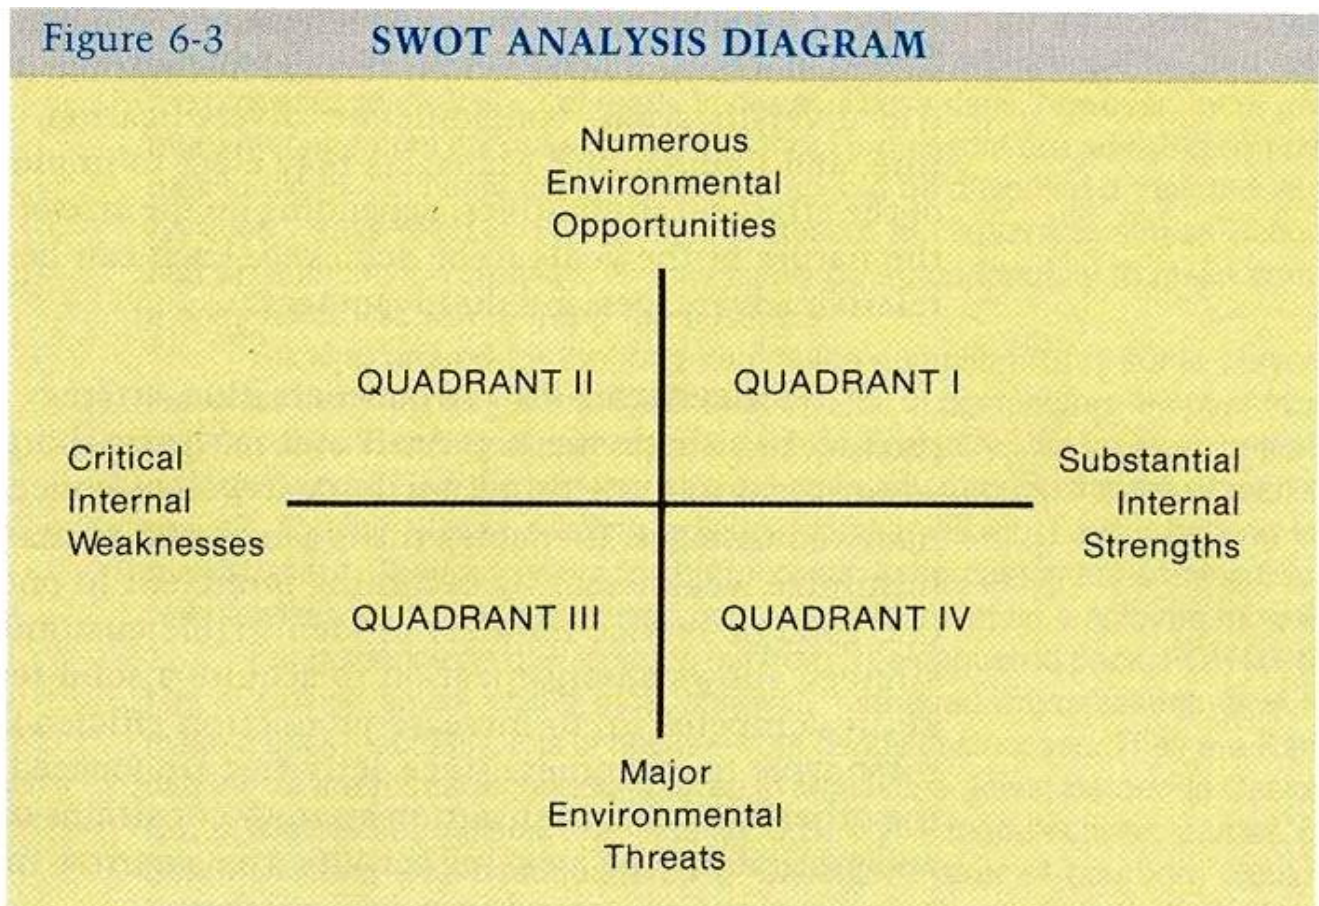 Figure 6-3 SWOT ANALYSIS DIAGRAM
Numerous
Environmental
Opportunities
QUADRANT II QUADRANT I
Critical
Internal
Weaknesses
Substantial
Internal
Strengths
QUADRANT III QUADRANT IV
Major
Environmental
Threats